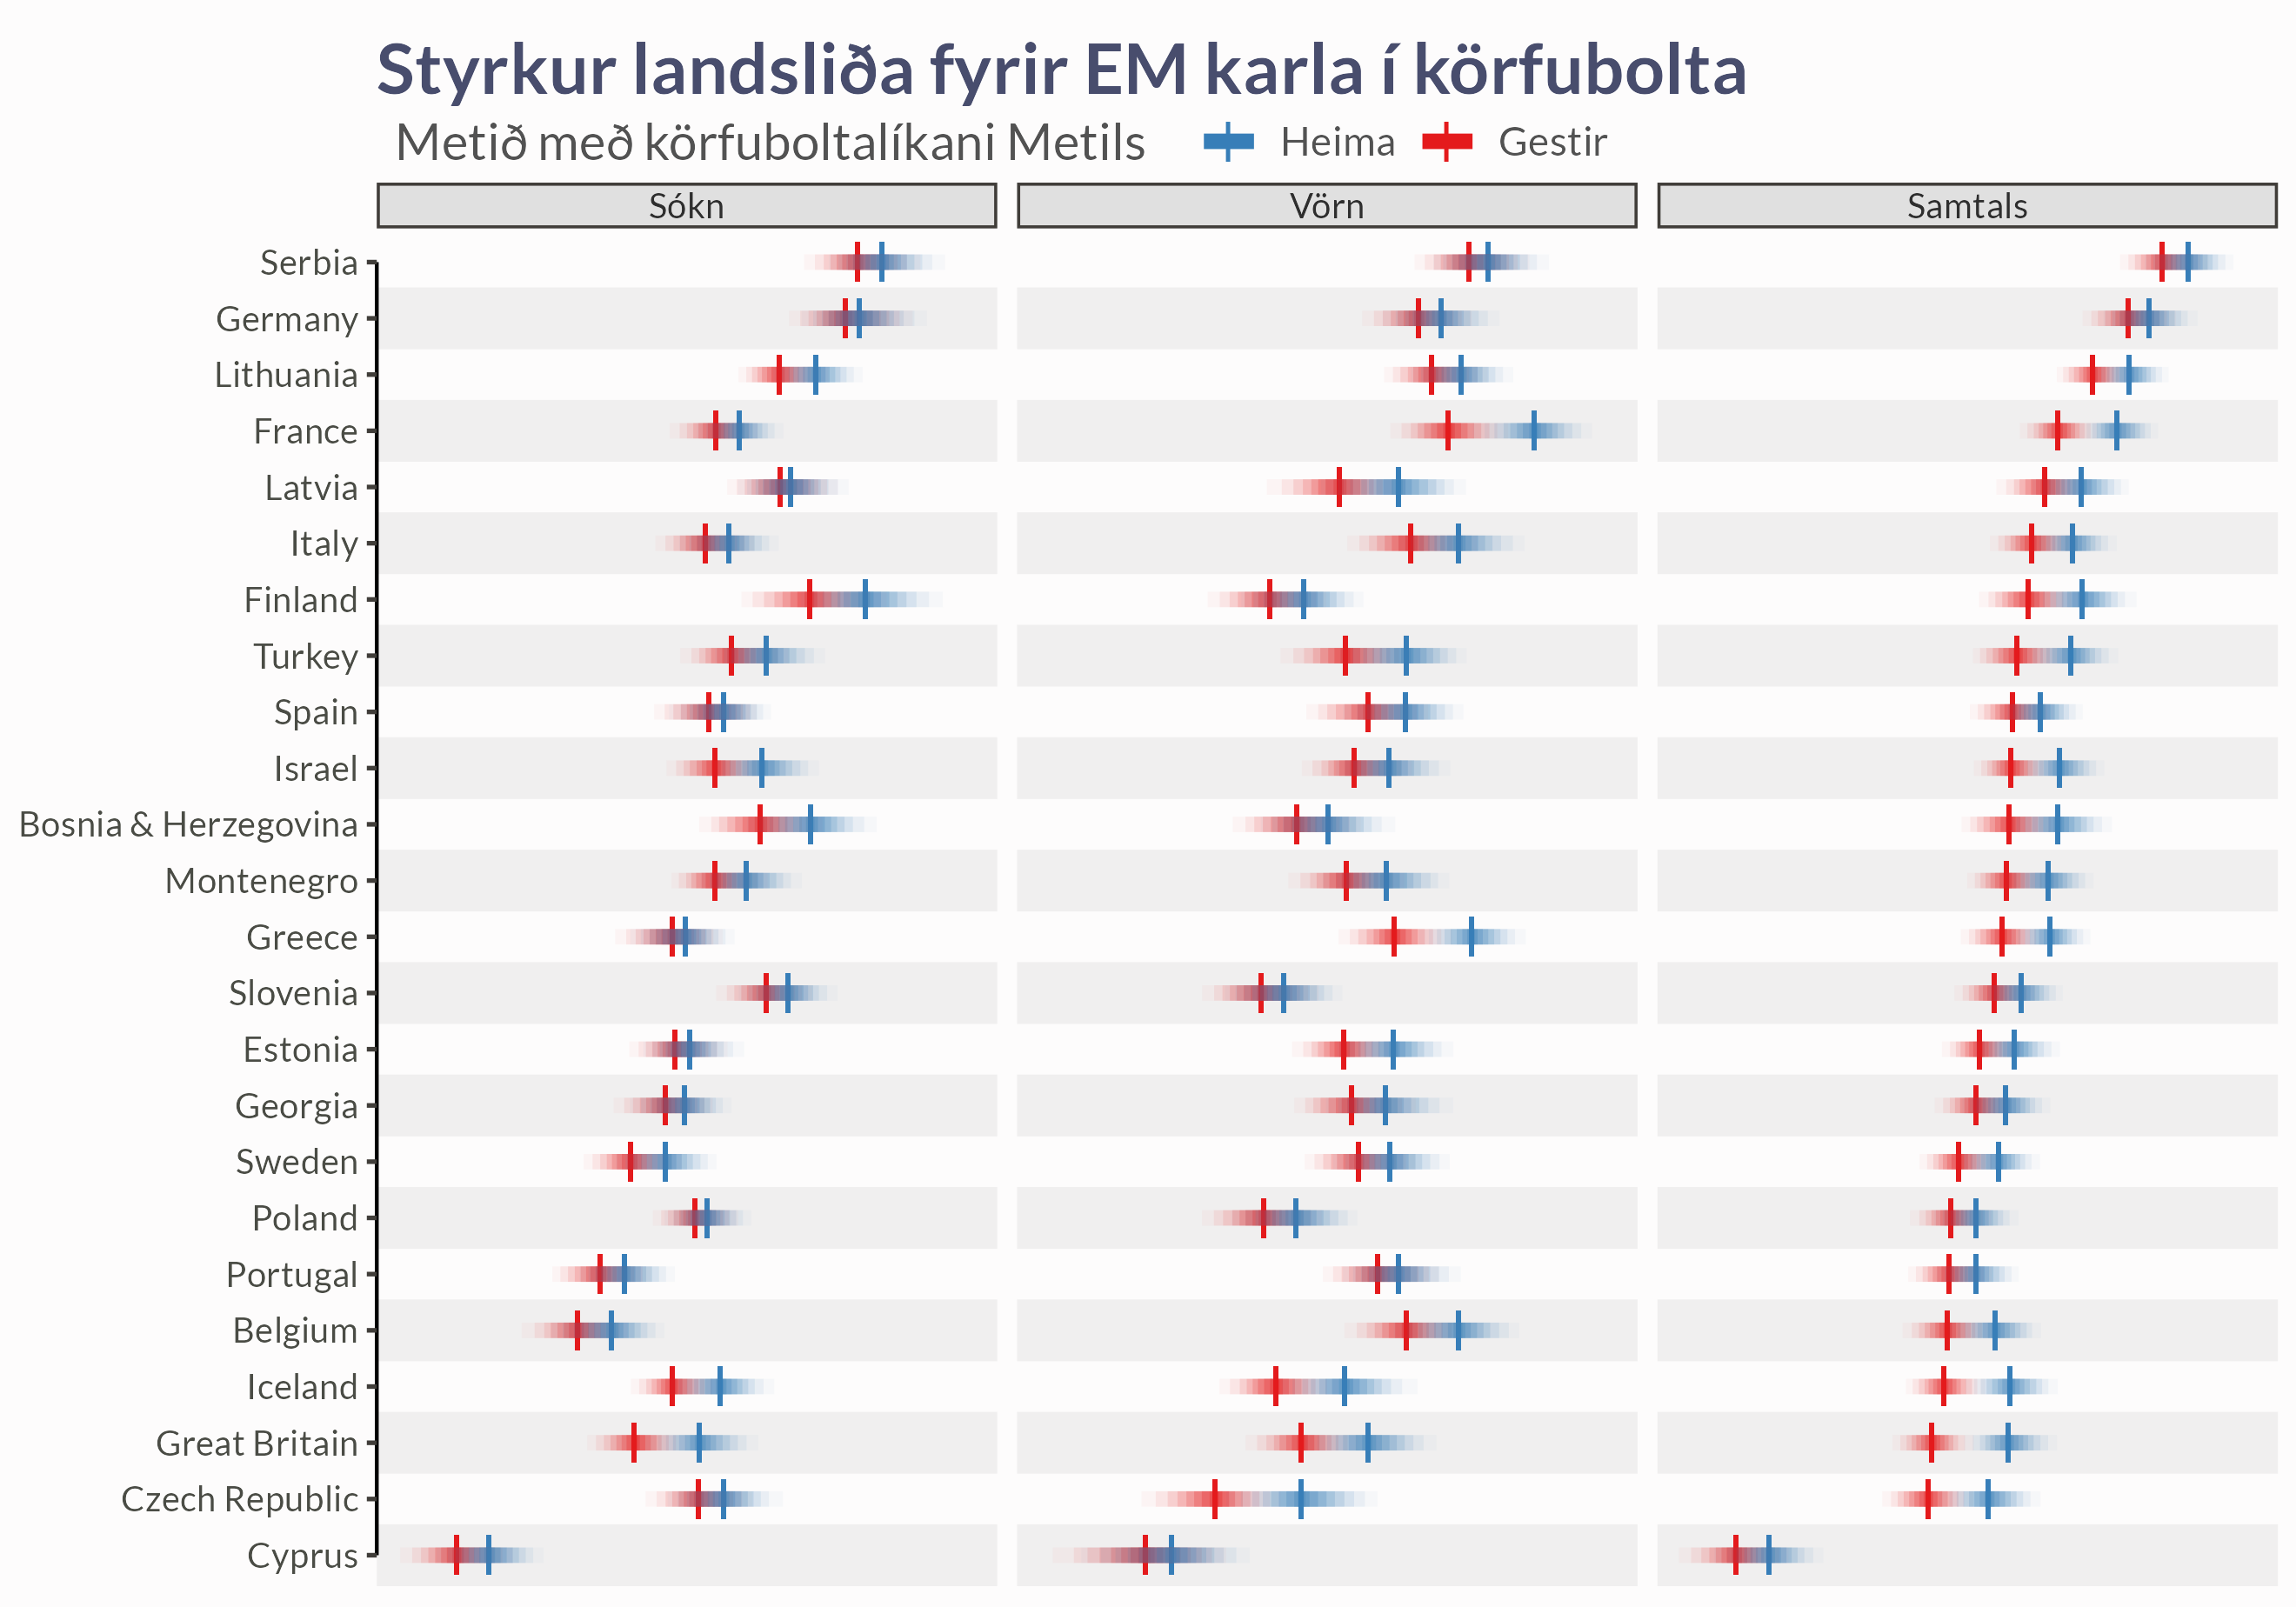 Styrkur landsliða fyrir EM karla í körfubolta
Metið með körfuboltalíkani Metils Heima Gestir
Sókn Vörn Samtals
Serbia
Germany
Lithuania
France
Latvia
Italy
Finland
Turkey
Spain
Israel
Bosnia & Herzegovina
Montenegro
Greece
Slovenia
Estonia
Georgia
Sweden
Poland
Portugal
Belgium
Iceland
Great Britain
Czech Republic
Cyprus